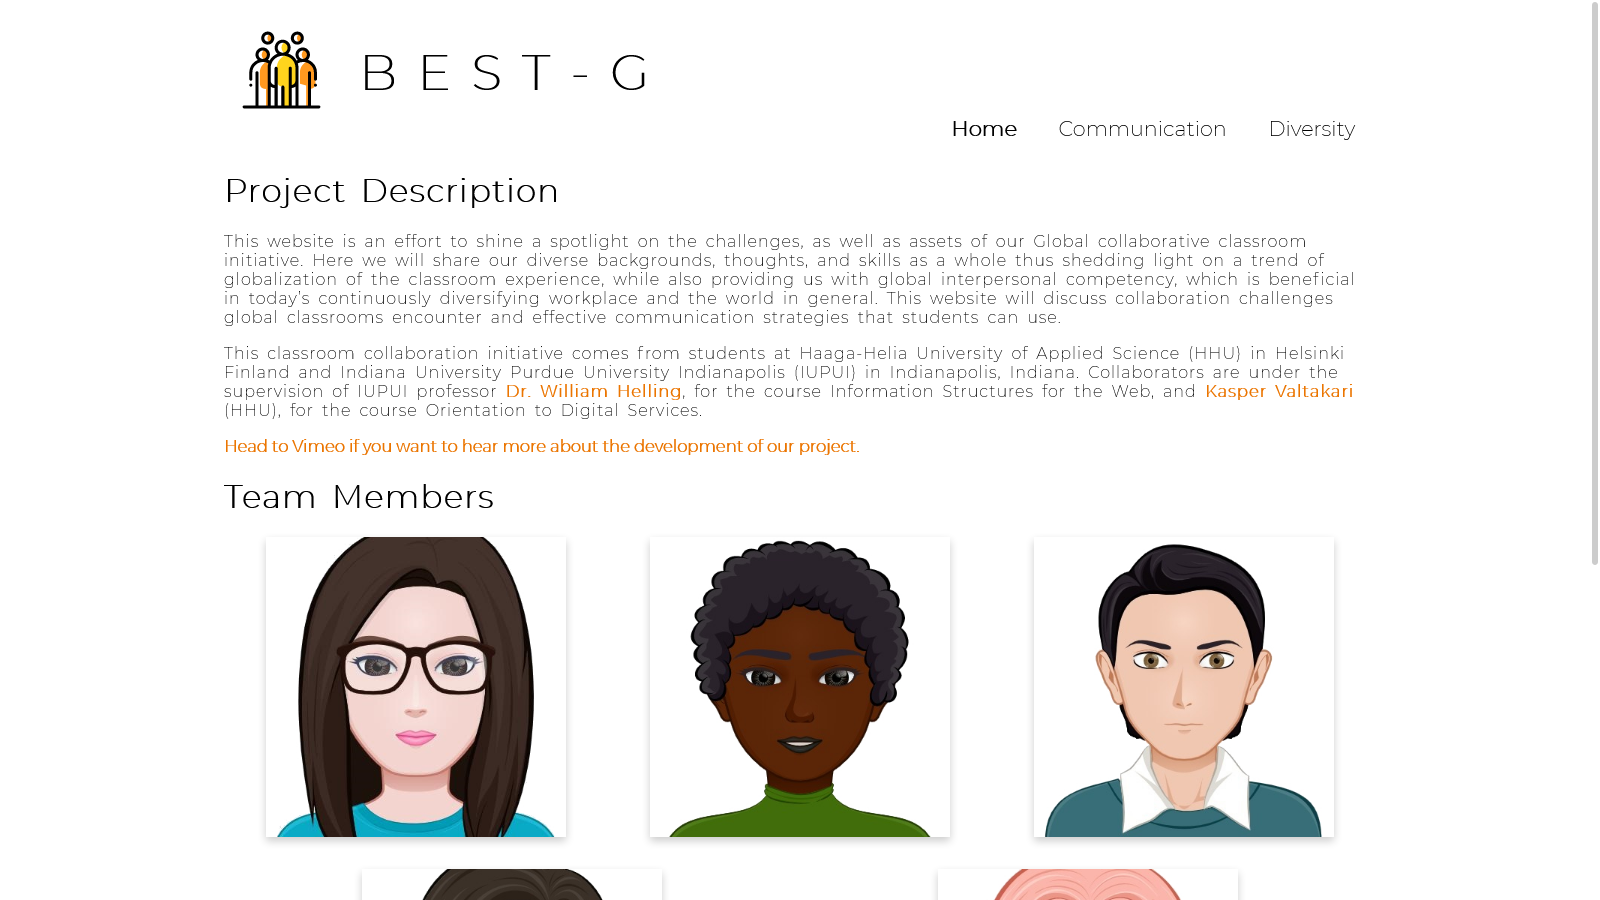 BEST-G
Home Communication Diversity
Project Description
This website is an effort to shine a spotlight on the challenges, as well as assets of our Global collaborative classroom
initiative. Here we will share our diverse backgrounds, thoughts, and skills as a whole thus shedding light on a trend of
globalization of the classroom experience, while also providing us with global interpersonal competency, which is beneficial
in today's continuously diversifying workplace and the world in general. This website will discuss collaboration challenges
global classrooms encounter and effective communication strategies that students can use.
This classroom collaboration initiative comes from students at Haaga-Helia University of Applied Science (HHU) in Helsinki
Finland and Indiana University Purdue University Indianapolis (IUPUI) in Indianapolis, Indiana. Collaborators are under the
supervision of IUPUI professor Dr. William Helling, for the course Information Structures for the Web, and Kasper Valtakari
(HHU), for the course Orientation to Digital Services.
Head to Vimeo if you want to hear more about the development of our project.
Team Members